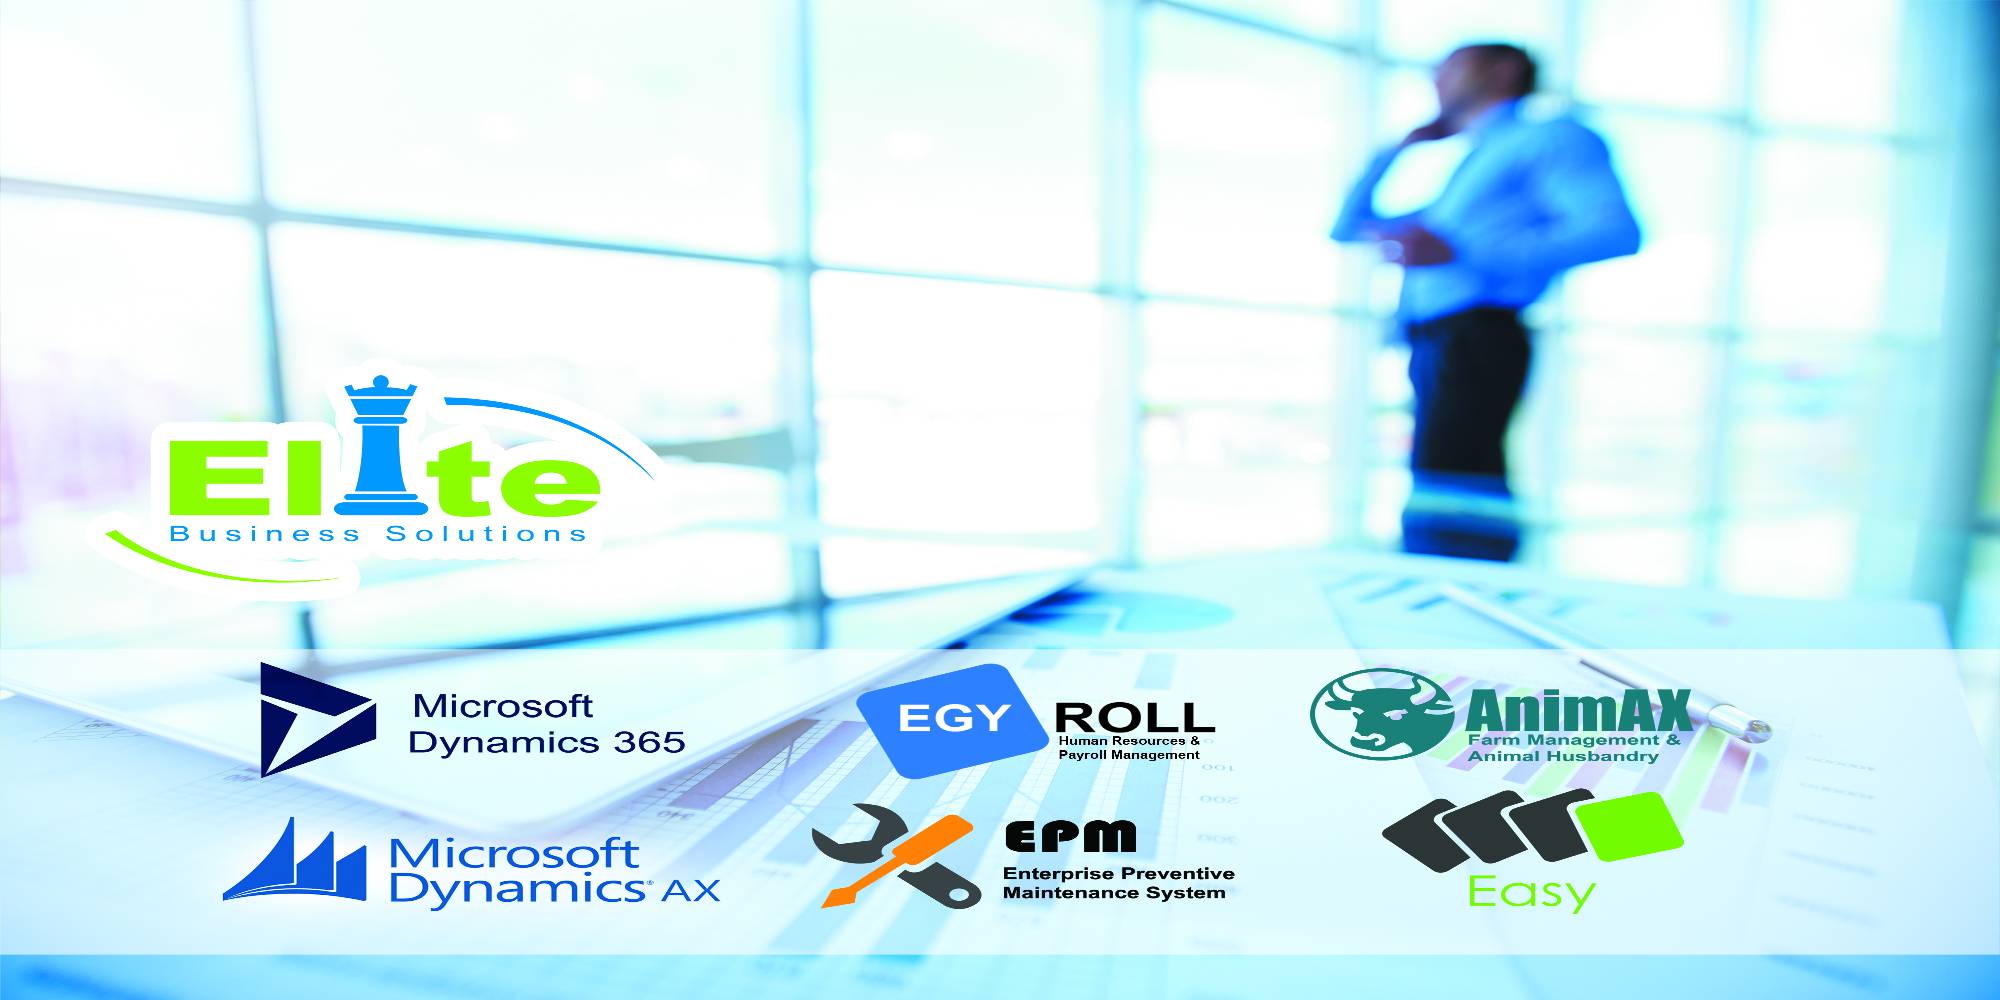 Elite
Business Solutions
Microsoft
Dynamics 365
EGY ROLL
Human Resources &
Payroll Management
AnimAX
Farm Management &
Animal Husbandry
Microsoft
Dynamics® AX
EPM
Enterprise Preventive
Maintenance System
Easy